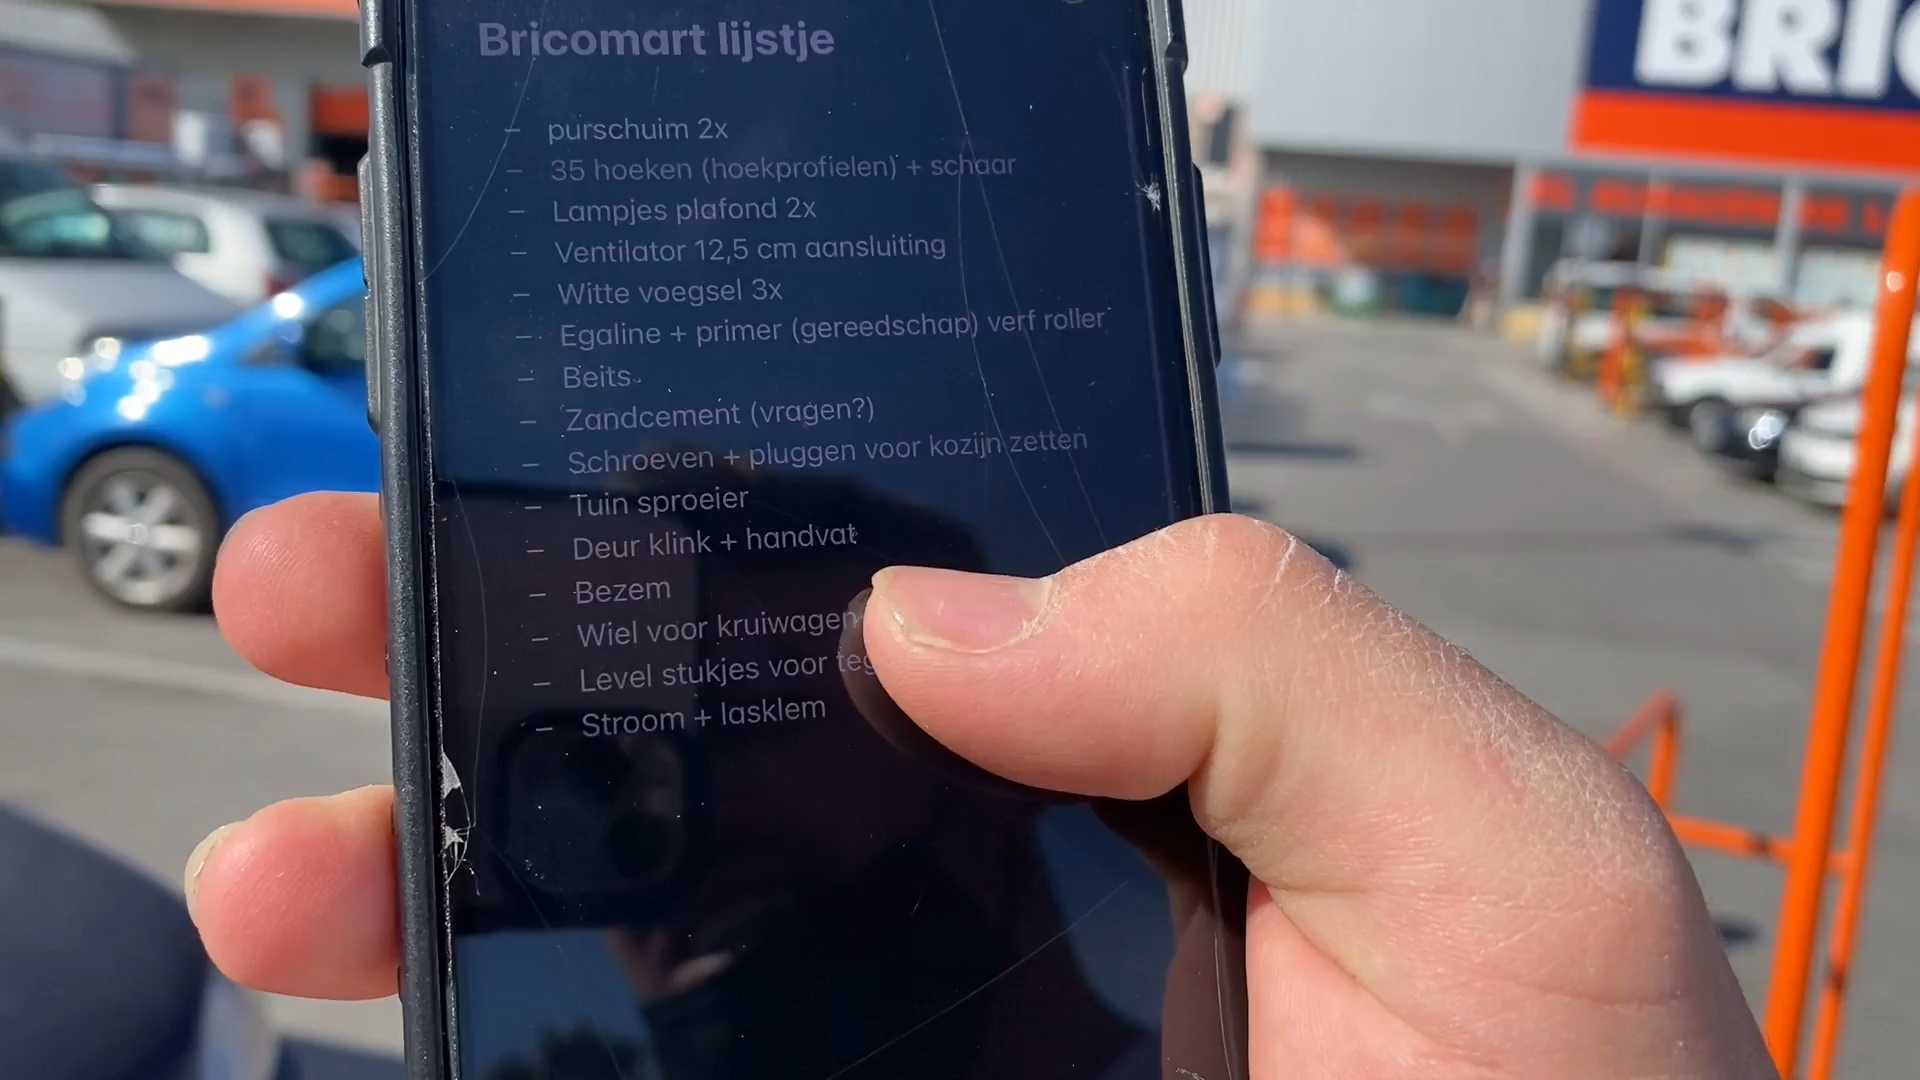 Bricomart lijstje
– purschuim 2x
– 35 hoeken (hoekprofielen) + schaar
– Lampjes plafond 2x
– Ventilator 12,5 cm aansluiting
– Witte voegsel 3x
– Egaline + primer (gereedschap) verf roller
– Beits
– Zandcement (vragen?)
– Schroeven + pluggen voor kozijn zetten
– Tuin sproeier
– Deur klink + handvat
– Bezem
– Wiel voor kruiwagen
– Level stukjes voor
– Stroom + lasklem
BRIC